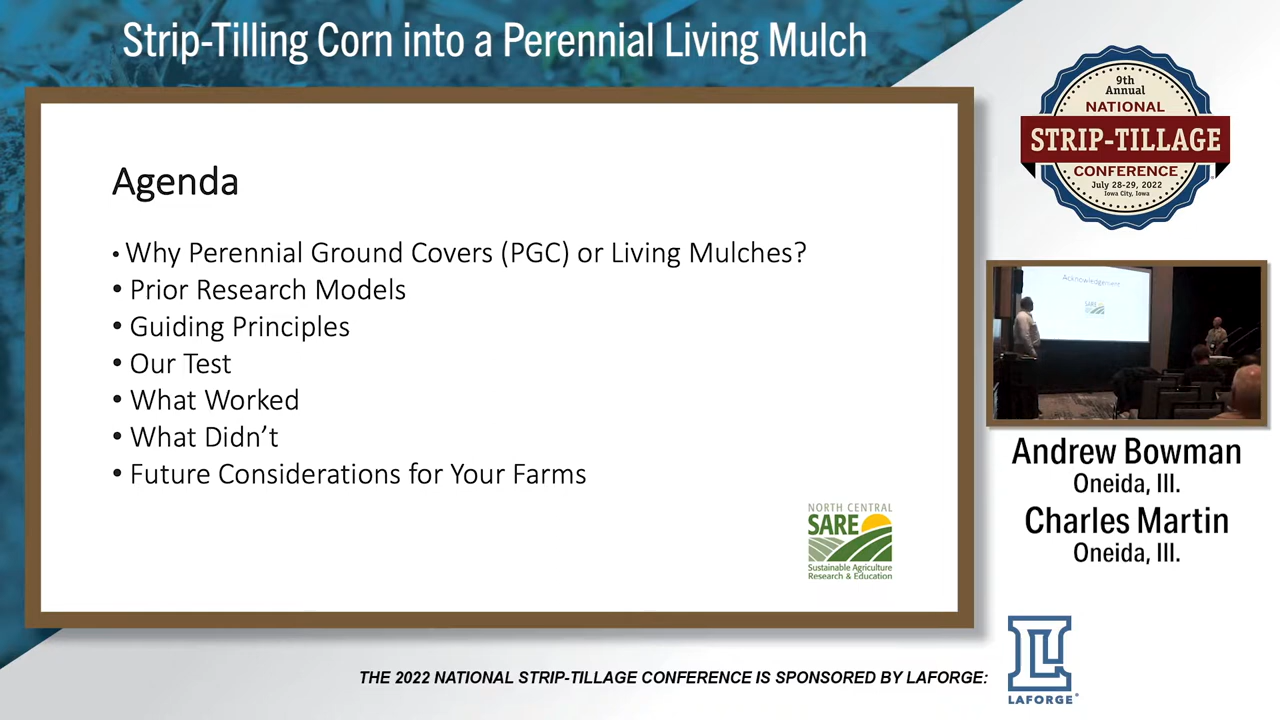 Strip-Tilling Corn into a Perennial Living Mulch
Agenda
• Why Perennial Ground Covers (PGC) or Living Mulches?
• Prior Research Models
• Guiding Principles
• Our Test
• What Worked
• What Didn’t
• Future Considerations for Your Farms
NORTH CENTRAL
SARE
Sustainable Agriculture
Research & Education
9th
Annual
NATIONAL
STRIP-TILLAGE
CONFERENCE
July 28-29, 2022
Iowa City, Iowa
Acknowledgement
SARE
Andrew Bowman
Oneida, Ill.
Charles Martin
Oneida, Ill.
THE 2022 NATIONAL STRIP-TILLAGE CONFERENCE IS SPONSORED BY LAFORGE:
LAFORGE®